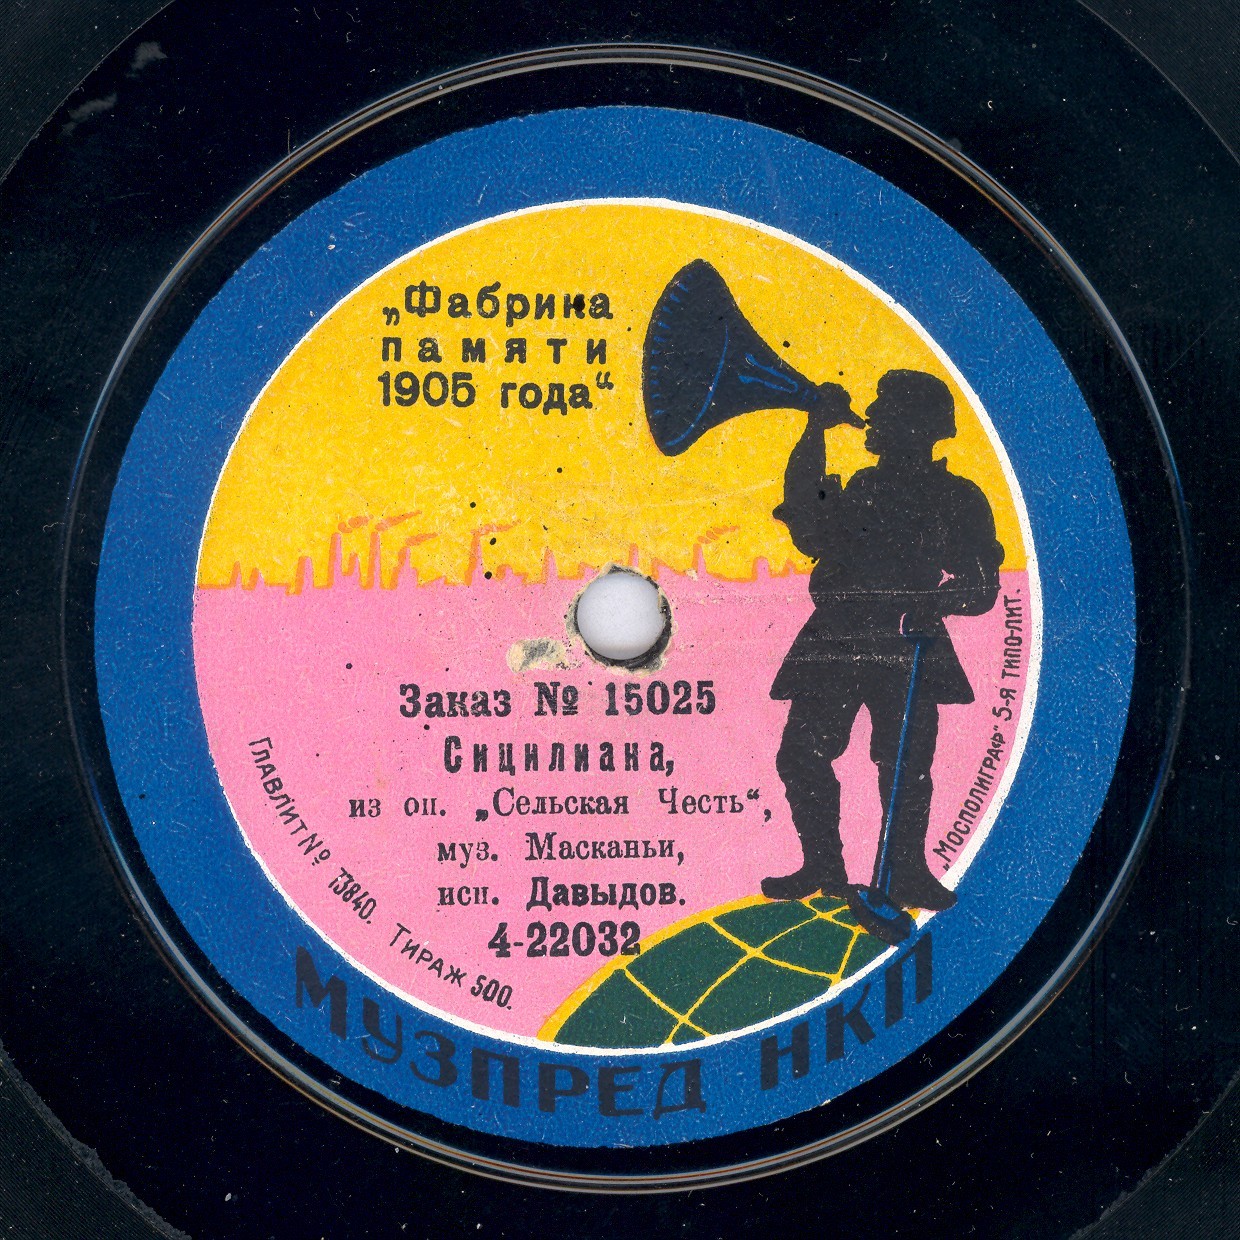 „Фабрика
памяти
1905 года“
Заказ № 15025
Сицилиана,
из оп. „Сельская Честь“,
муз. Масканьи,
исп. Давыдов.
4-22032
Главлит № 73840. Тираж 500.
„Мосполиграф“ 5-я типо-лит.
МУЗПРЕД НКП